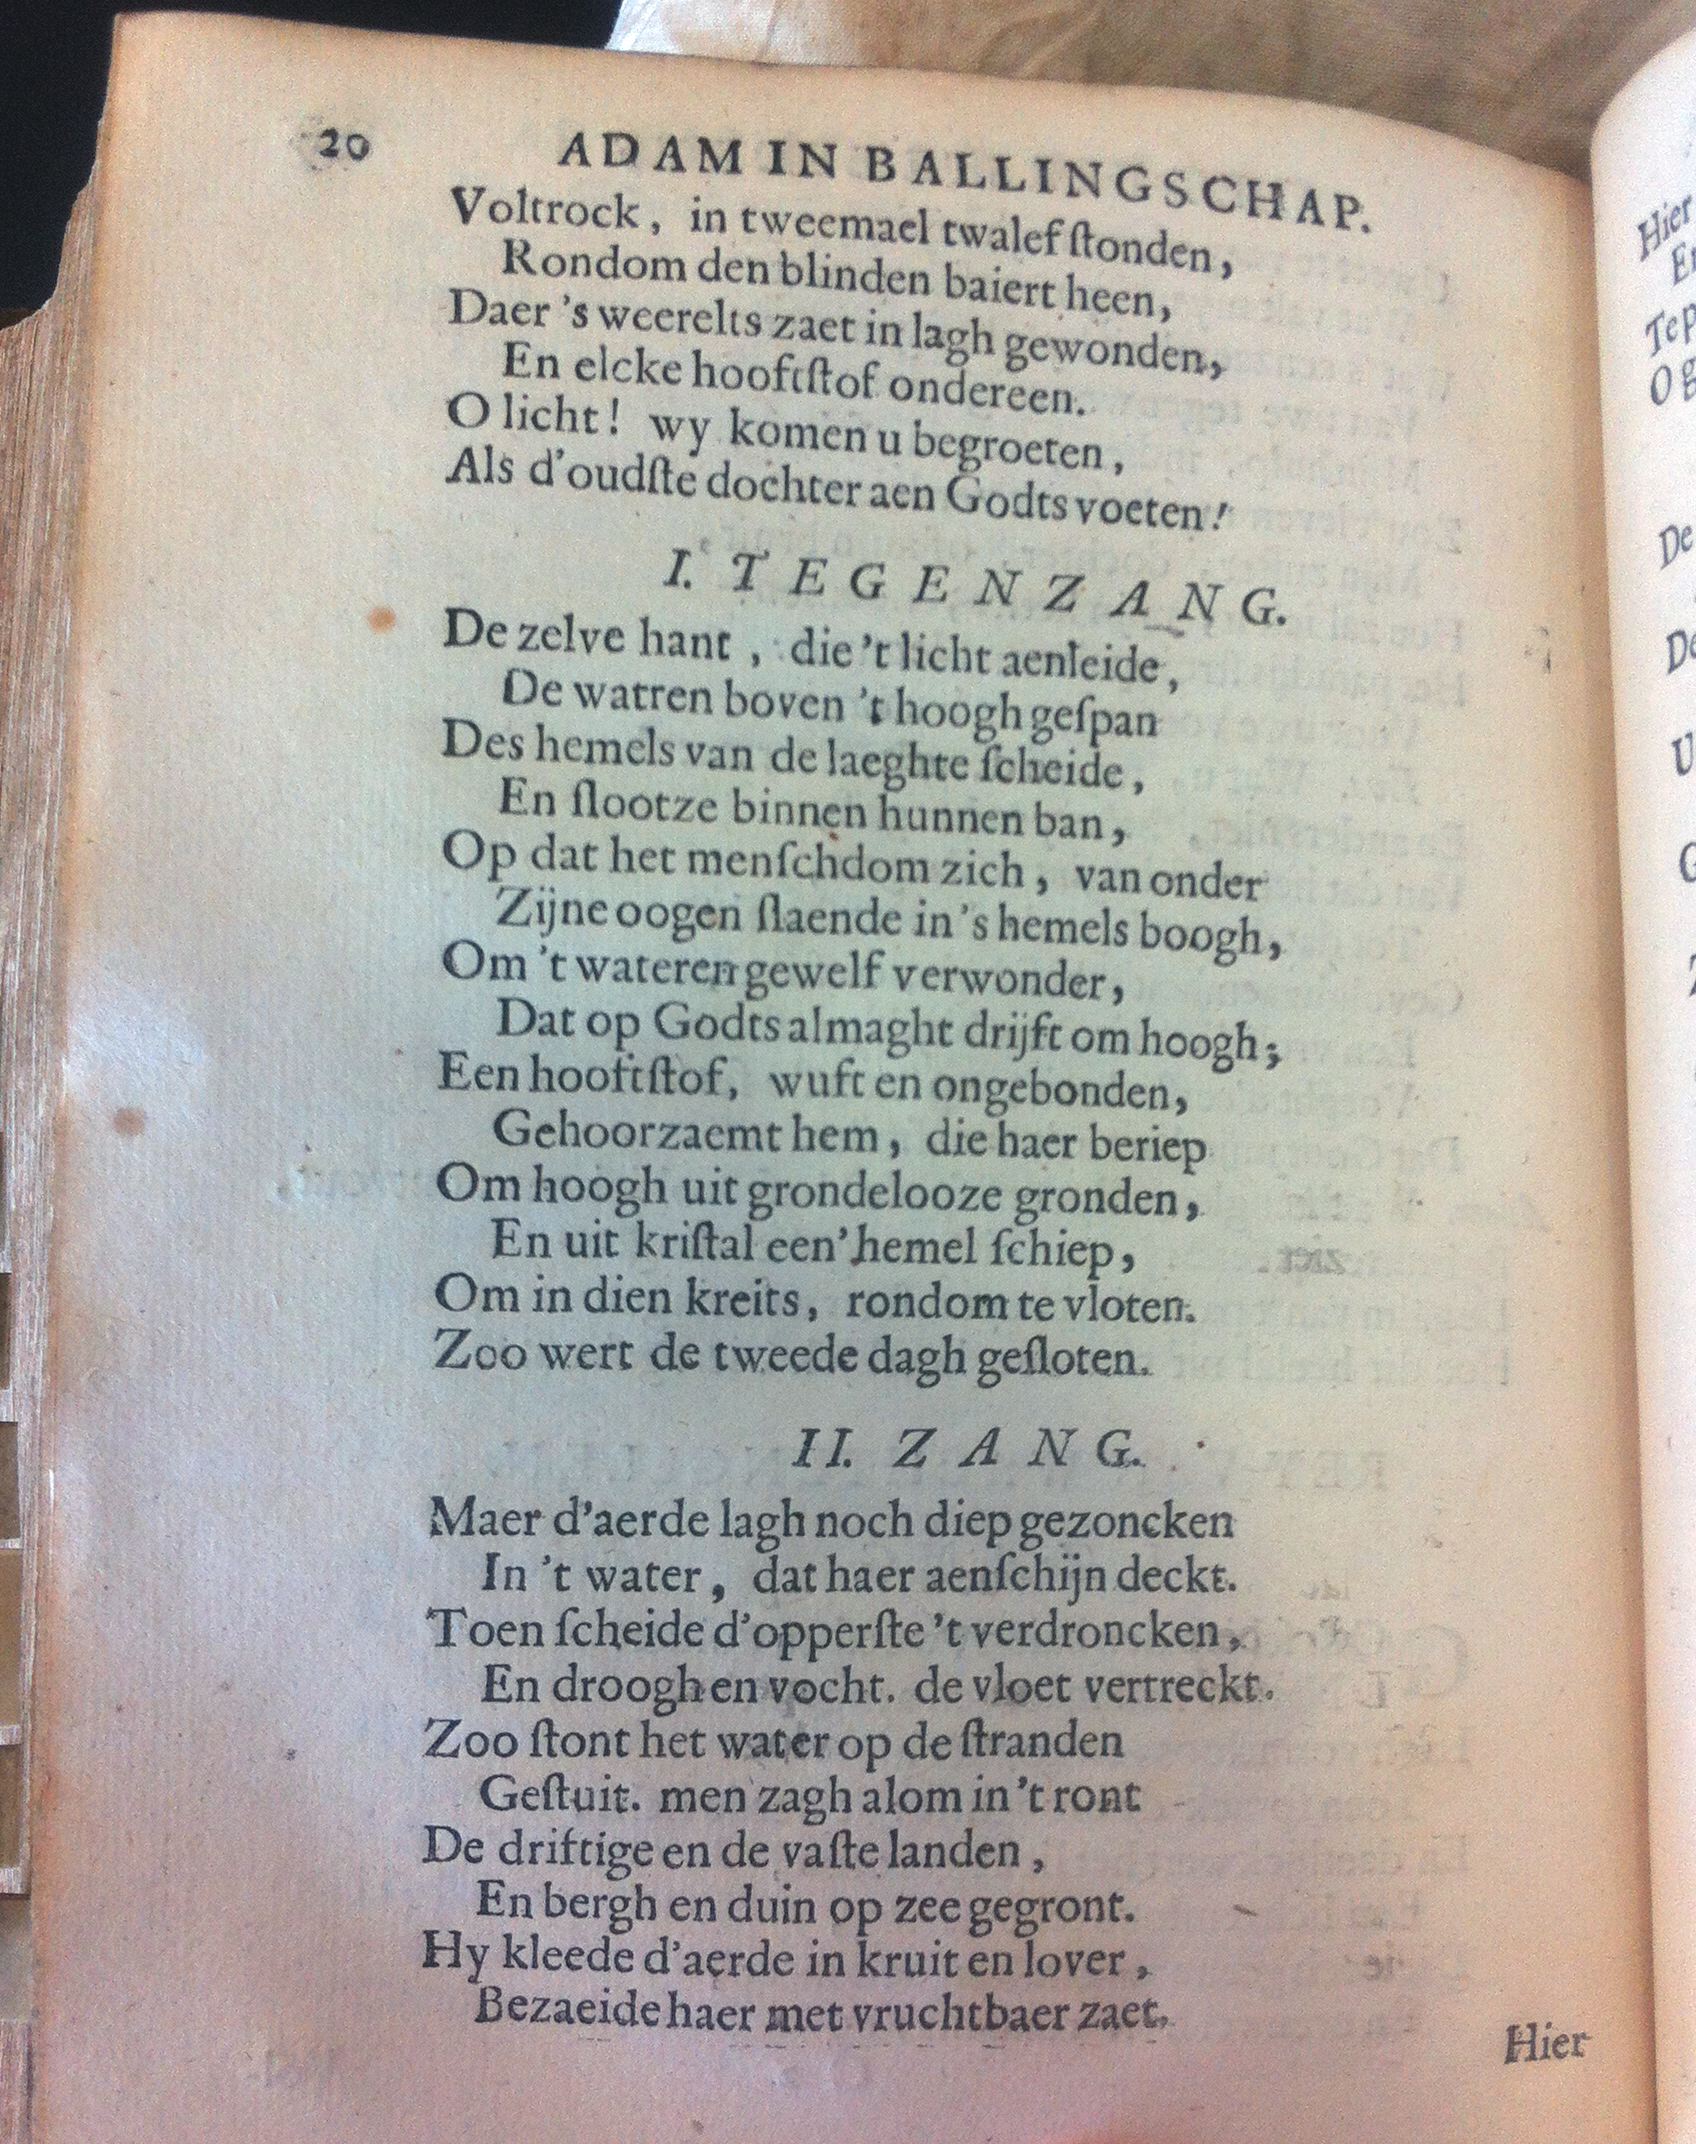 20 ADAM IN BALLINGSCHAP.
Voltrock, in tweemael twalef ſtonden,
Rondom den blinden baiert heen,
Daer 's weerelts zaet in lagh gewonden,
En elcke hooftſtof ondereen.
O licht! wy komen u begroeten,
Als d'oudſte dochter aen Godts voeten!
I. TEGENZANG.
De zelve hant, die 't licht aenleide,
De watren boven 't hoogh geſpan
Des hemels van de laeghte ſcheide,
En ſloot ze binnen hunnen ban,
Op dat het menſchdom zich, van onder
Zijne oogen ſlaende in 's hemels boogh,
Om 't wateren gewelf verwonder,
Dat op Godts almaght drijft om hoogh;
Een hooftſtof, wuft en ongebonden,
Gehoorzaemt hem, die haer beriep
Om hoogh uit grondelooze gronden,
En uit kriſtal een' hemel ſchiep,
Om in dien kreits, rondom te vloten.
Zoo wert de tweede dagh geſloten.
II. ZANG.
Maer d'aerde lagh noch diep gezoncken
In 't water, dat haer aenſchijn deckt.
Toen ſcheide d'opperſte 't verdroncken,
En droogh en vocht. de vloet vertreckt.
Zoo ſtont het water op de ſtranden
Geſtuit. men zagh alom in 't ront
De driftige en de vaſte landen,
En bergh en duin op zee gegront.
Hy kleede d'aerde in kruit en lover,
Bezaeide haer met vruchtbaer zaet.
Hier
Hier
De